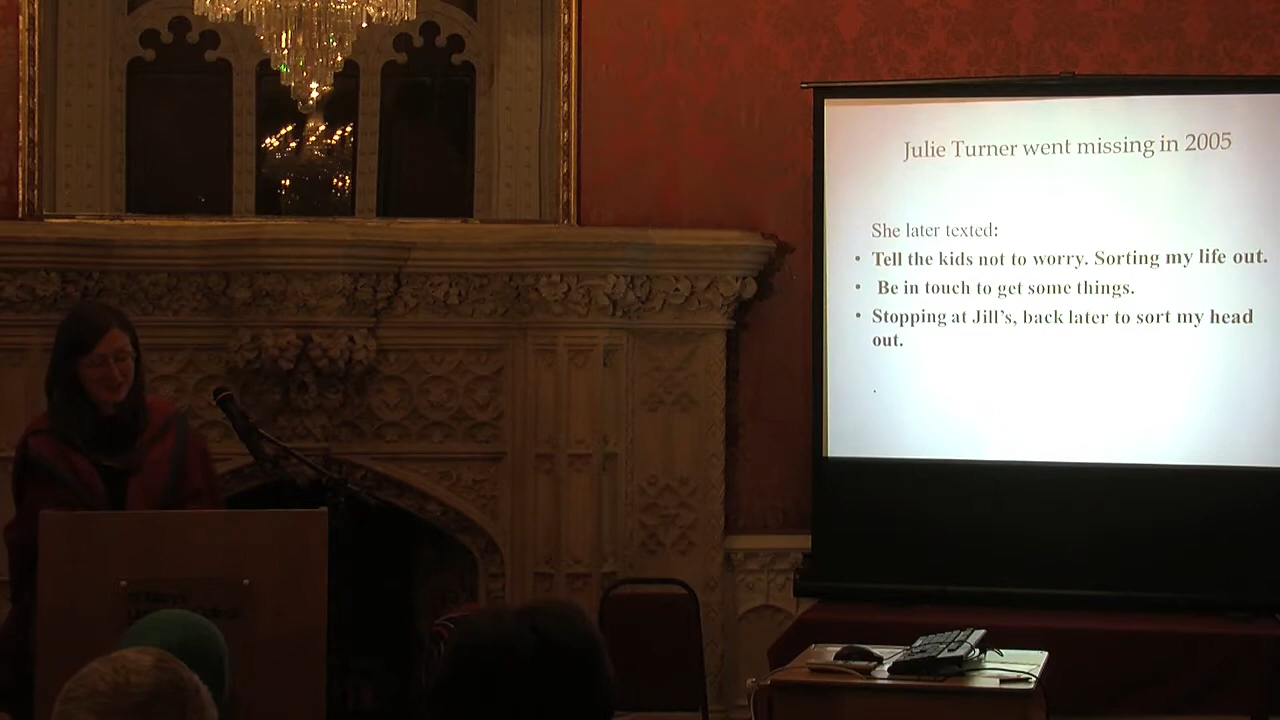 Julie Turner went missing in 2005
She later texted:
• Tell the kids not to worry. Sorting my life out.
• Be in touch to get some things.
• Stopping at Jill's, back later to sort my head
out.
.